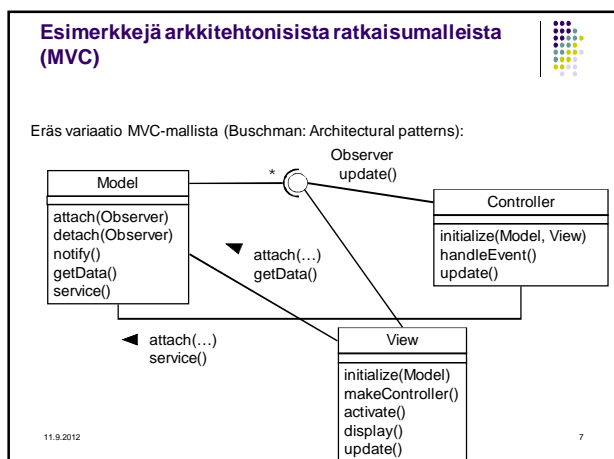 Esimerkkejä arkkitehtonisista ratkaisumalleista
(MVC)
Eräs variaatio MVC-mallista (Buschman: Architectural patterns):
Observer
update()
*
Model
attach(Observer)
detach(Observer)
notify()
getData()
service()
Controller
initialize(Model, View)
handleEvent()
update()
attach(…)
getData()
attach(…)
service()
View
initialize(Model)
makeController()
activate()
display()
update()
11.9.2012
7